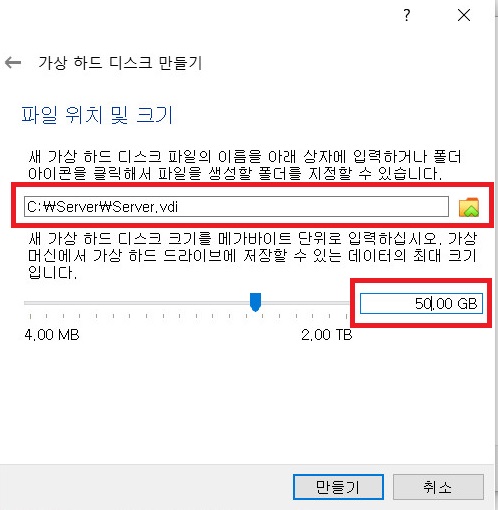 ?
가상 하드 디스크 만들기
파일 위치 및 크기
새 가상 하드 디스크 파일의 이름을 아래 상자에 입력하거나 폴더
아이콘을 클릭해서 파일을 생성할 폴더를 지정할 수 있습니다.
C:₩Server₩Server.vdi
새 가상 하드 디스크 크기를 메가바이트 단위로 입력하십시오. 가상
머신에서 가상 하드 드라이브에 저장할 수 있는 데이터의 최대 크기
입니다.
50.00 GB
4.00 MB 2.00 TB
만들기 취소